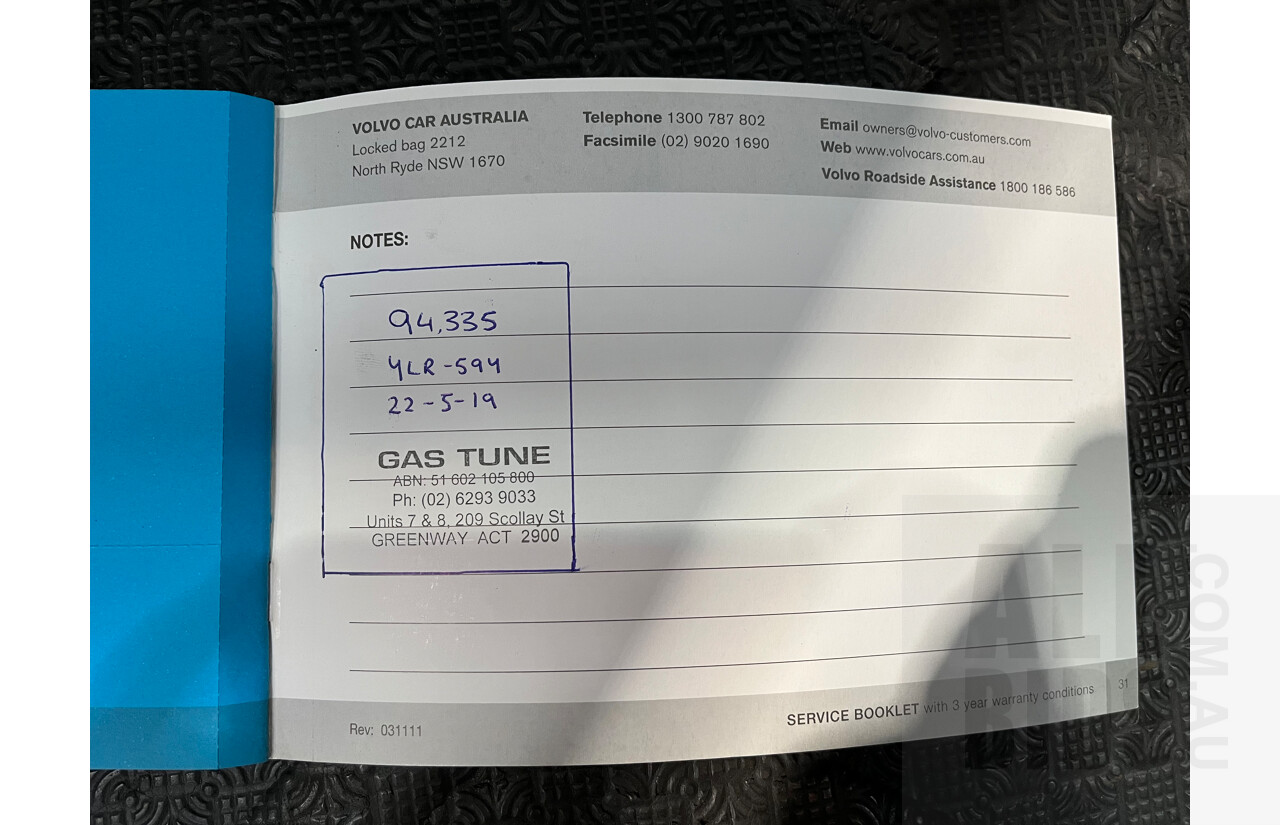 VOLVO CAR AUSTRALIA
Locked bag 2212
North Ryde NSW 1670
Telephone 1300 787 802
Facsimile (02) 9020 1690
Email owners@volvo-customers.com
Web www.volvocars.com.au
Volvo Roadside Assistance 1800 186 586
NOTES:
94,335
YLR-594
22-5-19
GAS TUNE
ABN: 51 602 105 800
Ph: (02) 6293 9033
Units 7 & 8, 209 Scollay St
GREENWAY ACT 2900
Rev: 031111
SERVICE BOOKLET with 3 year warranty conditions 31
.COM.AU